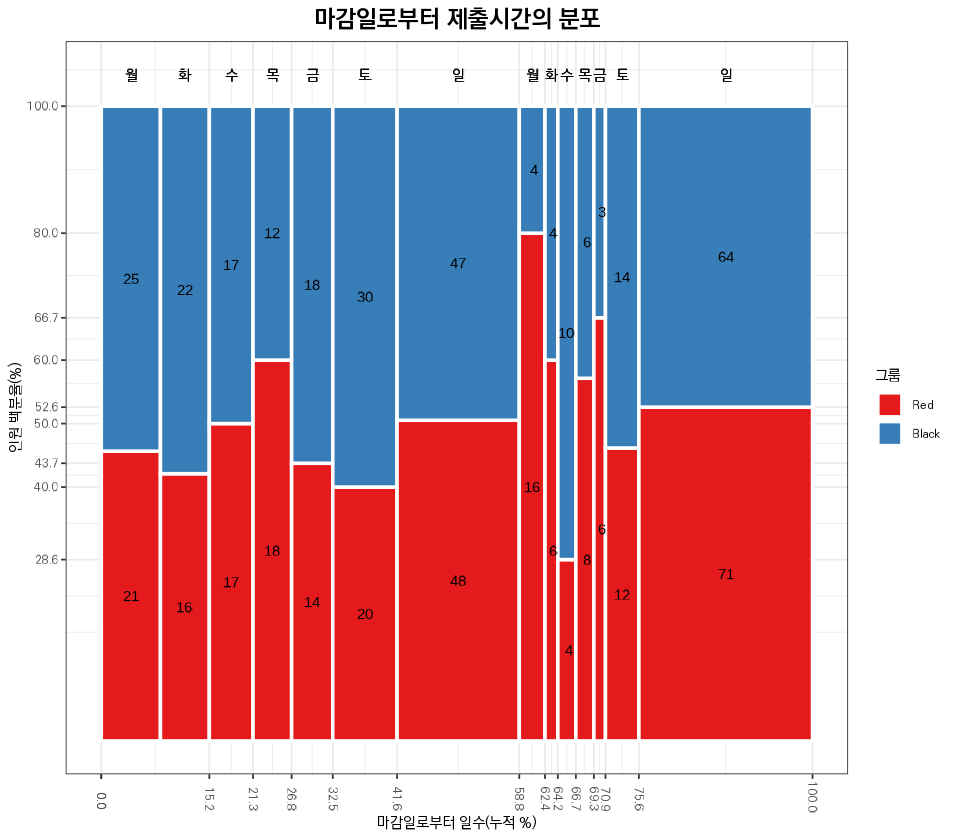 마감일로부터 제출시간의 분포
월 화 수 목 금 토 일 월 화 수 목 금 토 일
100.0
80.0
66.7
60.0
52.6
50.0
43.7
40.0
28.6
인원 백분율(%)
25 22 17 12 18 30 47 4 4 10 6 3 14 64
21 16 17 18 14 20 48 16 6 4 8 6 12 71
그룹
Red
Black
0.0 15.2 21.3 26.8 32.5 41.6 58.8 62.4 64.2 66.7 69.3 70.9 75.6 100.0
마감일로부터 일수(누적 %)